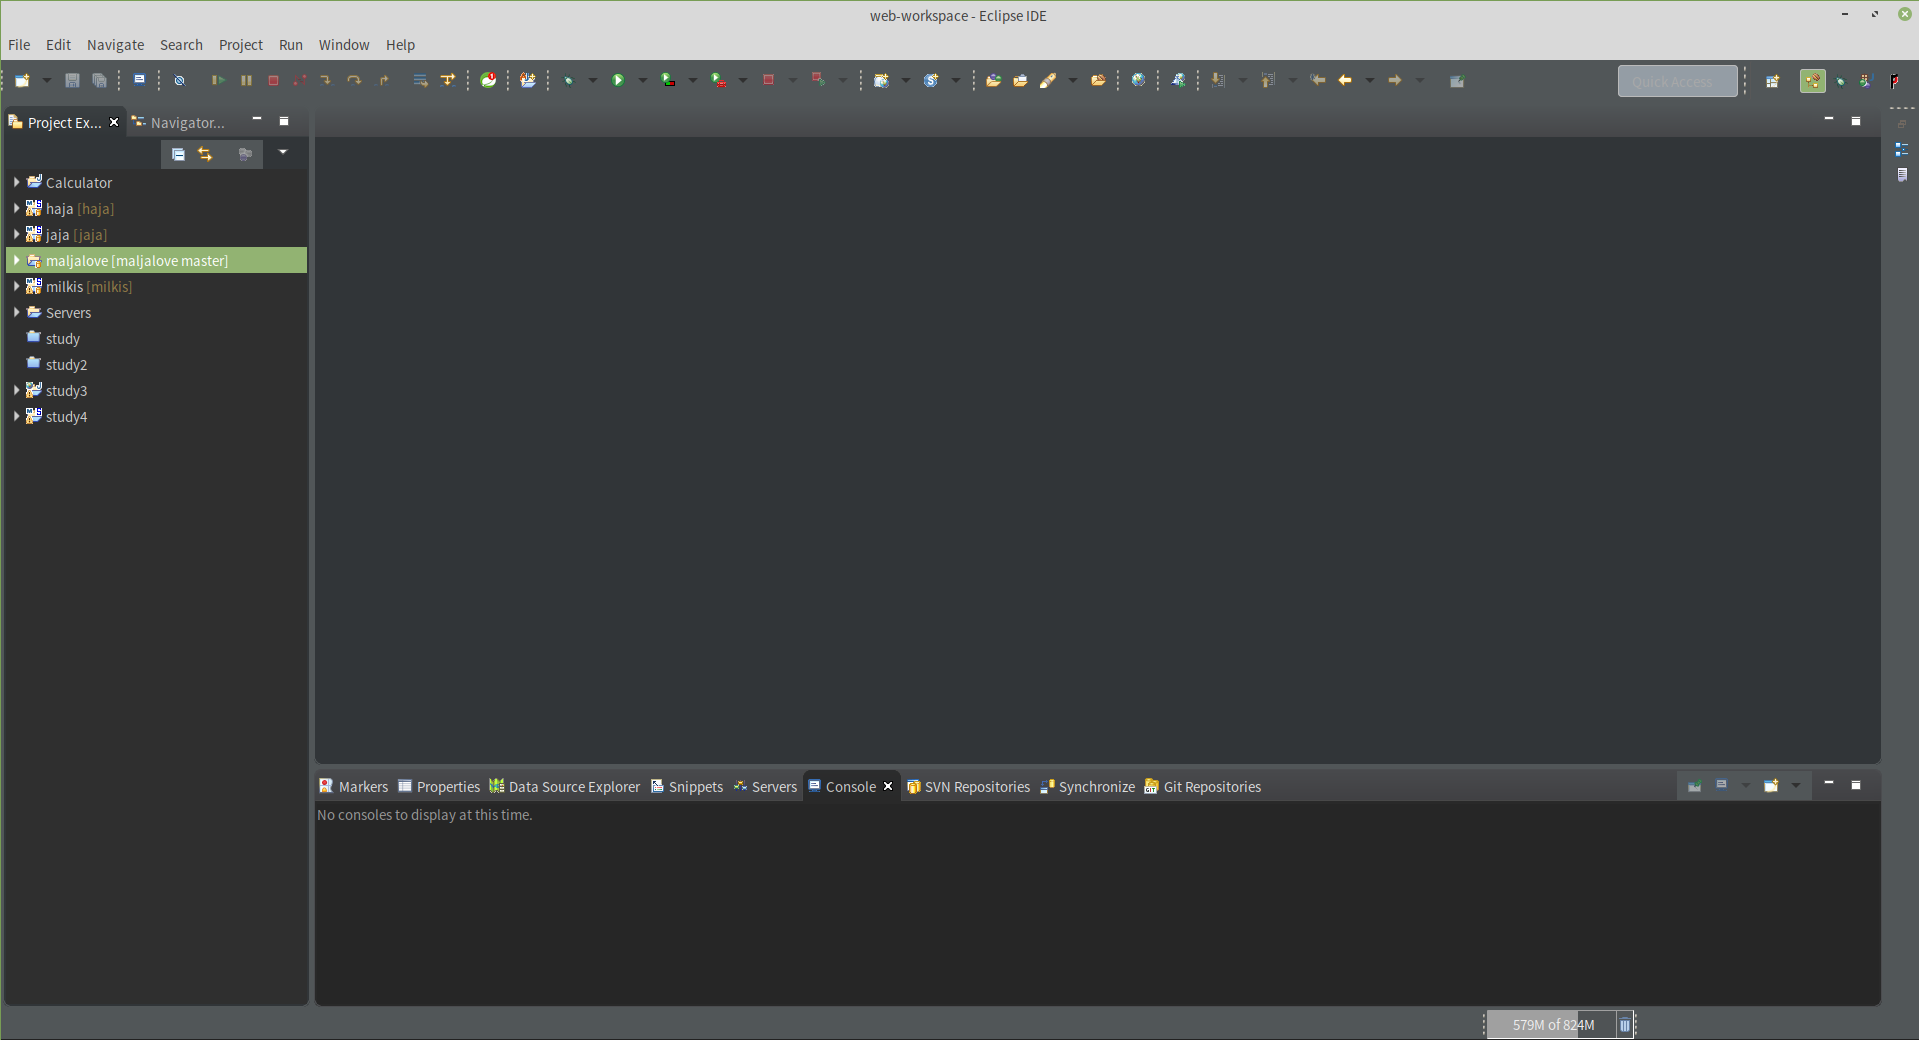 web-workspace - Eclipse IDE
File Edit Navigate Search Project Run Window Help
Quick Access
Project Ex... Navigator...
Calculator
haja [haja]
jaja [jaja]
maljalove [maljalove master]
milkis [milkis]
Servers
study
study2
study3
study4
Markers Properties Data Source Explorer Snippets Servers Console SVN Repositories Synchronize Git Repositories
No consoles to display at this time.
579M of 824M